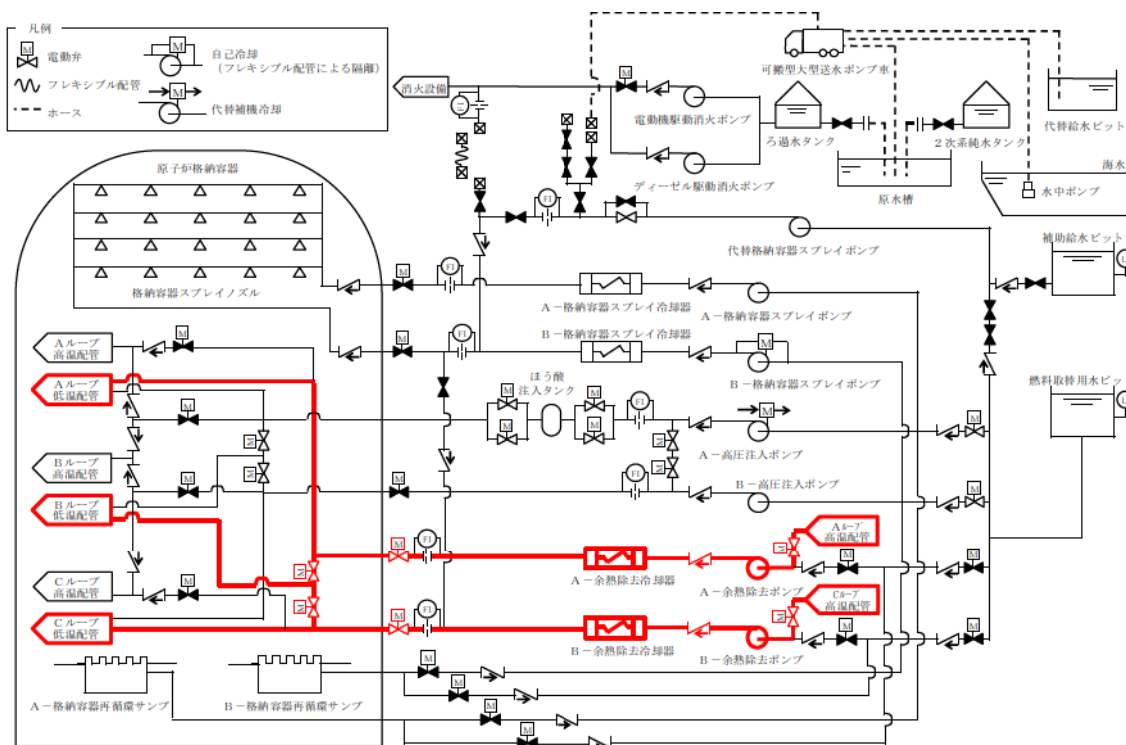 凡例
M
電動弁
フレキシブル配管
ホース
M
自己冷却
(フレキシブル配管による隔離)
M
代替補機冷却
消火設備
M
FI
電動機駆動消火ポンプ
ディーゼル駆動消火ポンプ
可搬型大型送水ポンプ車
ろ過水タンク
2次系純水タンク
代替給水ピット
原水槽
海水
水中ポンプ
FI
代替格納容器スプレイポンプ
補助給水ピット
原子炉格納容器
格納容器スプレイノズル
M
FI
A-格納容器スプレイ冷却器
A-格納容器スプレイポンプ
B-格納容器スプレイ冷却器
M
FI
M
B-格納容器スプレイポンプ
燃料取替用水ピット
Aループ
高温配管
M
Aループ
低温配管
ほう酸
注入タンク
M
M
M
M
M
FI
M
M
A-高圧注入ポンプ
M
M
M
M
Bループ
高温配管
M
M
FI
B-高圧注入ポンプ
M
Bループ
低温配管
Aループ
高温配管
M
M
FI
M
A-余熱除去冷却器
A-余熱除去ポンプ
M
M
Cループ
高温配管
M
M
Cループ
高温配管
M
Cループ
低温配管
M
FI
B-余熱除去冷却器
B-余熱除去ポンプ
M
M
M
M
M
M
A-格納容器再循環サンプ
B-格納容器再循環サンプ